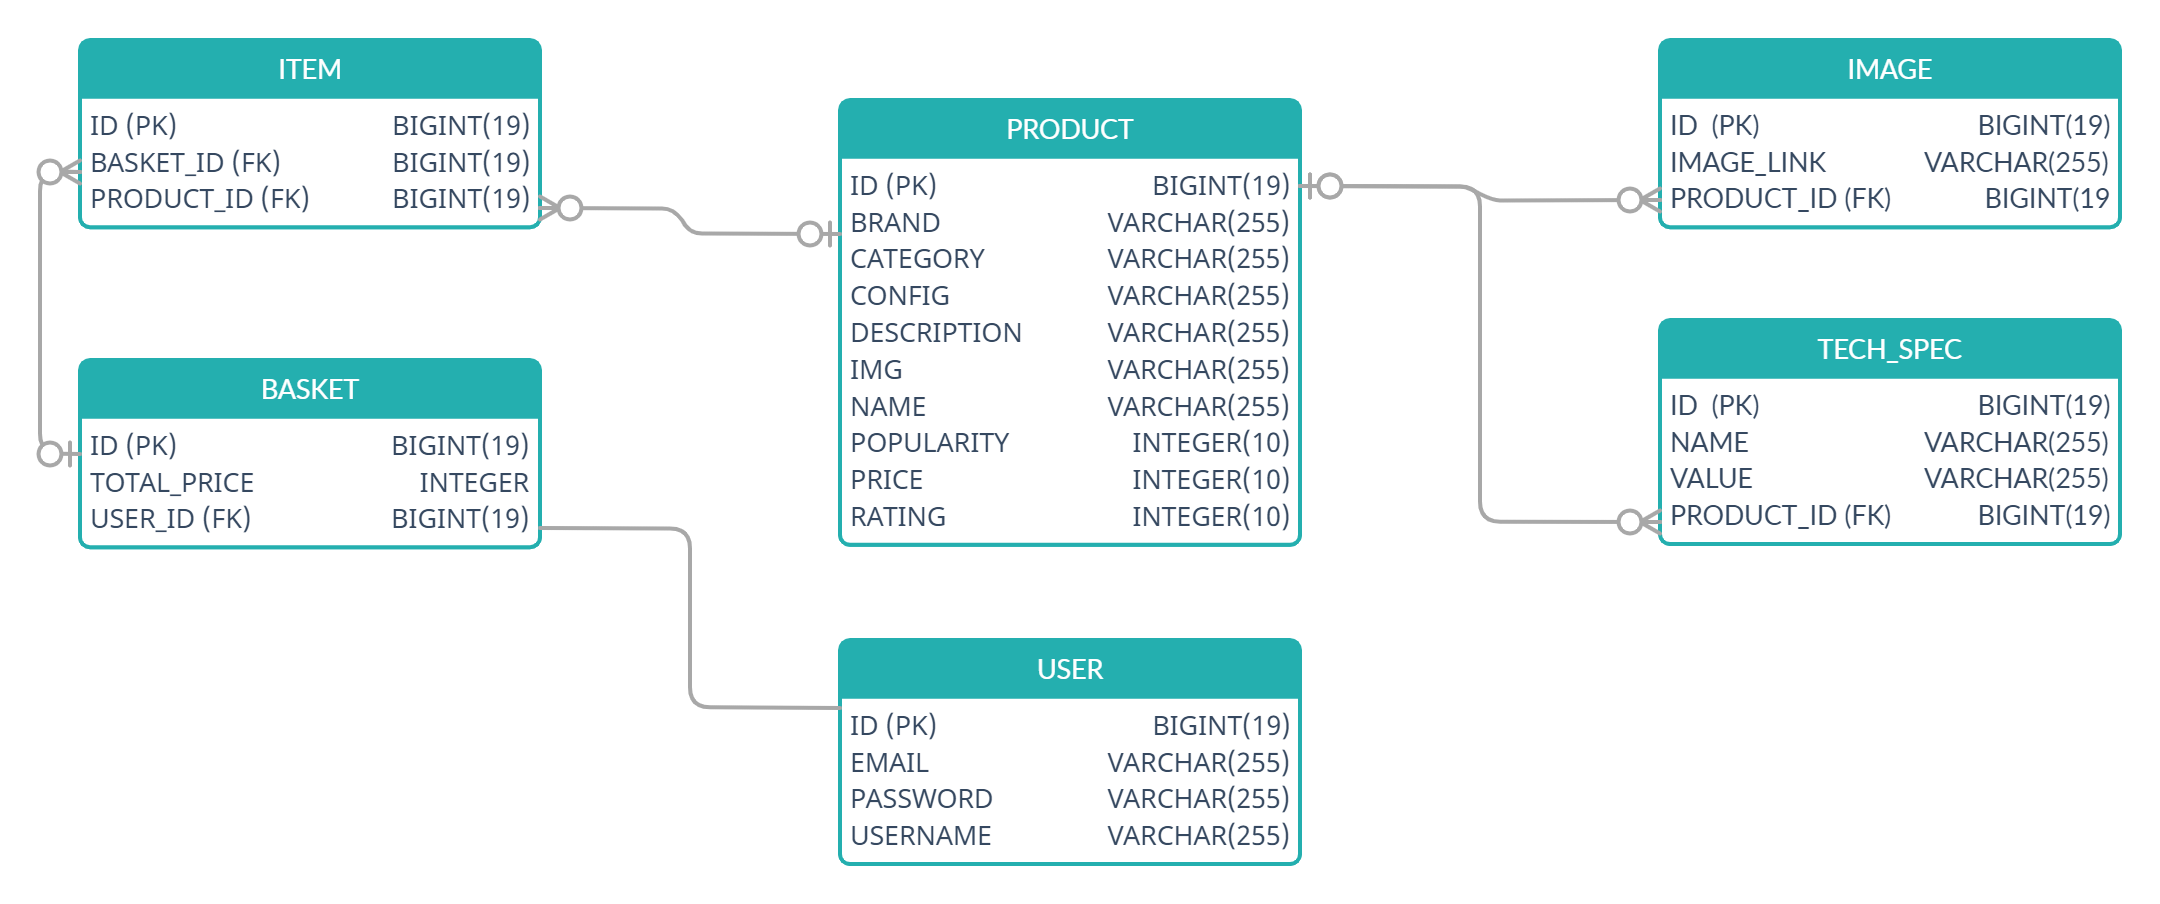 ITEM
ID (PK) BIGINT(19)
BASKET_ID (FK) BIGINT(19)
PRODUCT_ID (FK) BIGINT(19)
BASKET
ID (PK) BIGINT(19)
TOTAL_PRICE INTEGER
USER_ID (FK) BIGINT(19)
PRODUCT
ID (PK) BIGINT(19)
BRAND VARCHAR(255)
CATEGORY VARCHAR(255)
CONFIG VARCHAR(255)
DESCRIPTION VARCHAR(255)
IMG VARCHAR(255)
NAME VARCHAR(255)
POPULARITY INTEGER(10)
PRICE INTEGER(10)
RATING INTEGER(10)
USER
ID (PK) BIGINT(19)
EMAIL VARCHAR(255)
PASSWORD VARCHAR(255)
USERNAME VARCHAR(255)
IMAGE
ID (PK) BIGINT(19)
IMAGE_LINK VARCHAR(255)
PRODUCT_ID (FK) BIGINT(19
TECH_SPEC
ID (PK) BIGINT(19)
NAME VARCHAR(255)
VALUE VARCHAR(255)
PRODUCT_ID (FK) BIGINT(19)